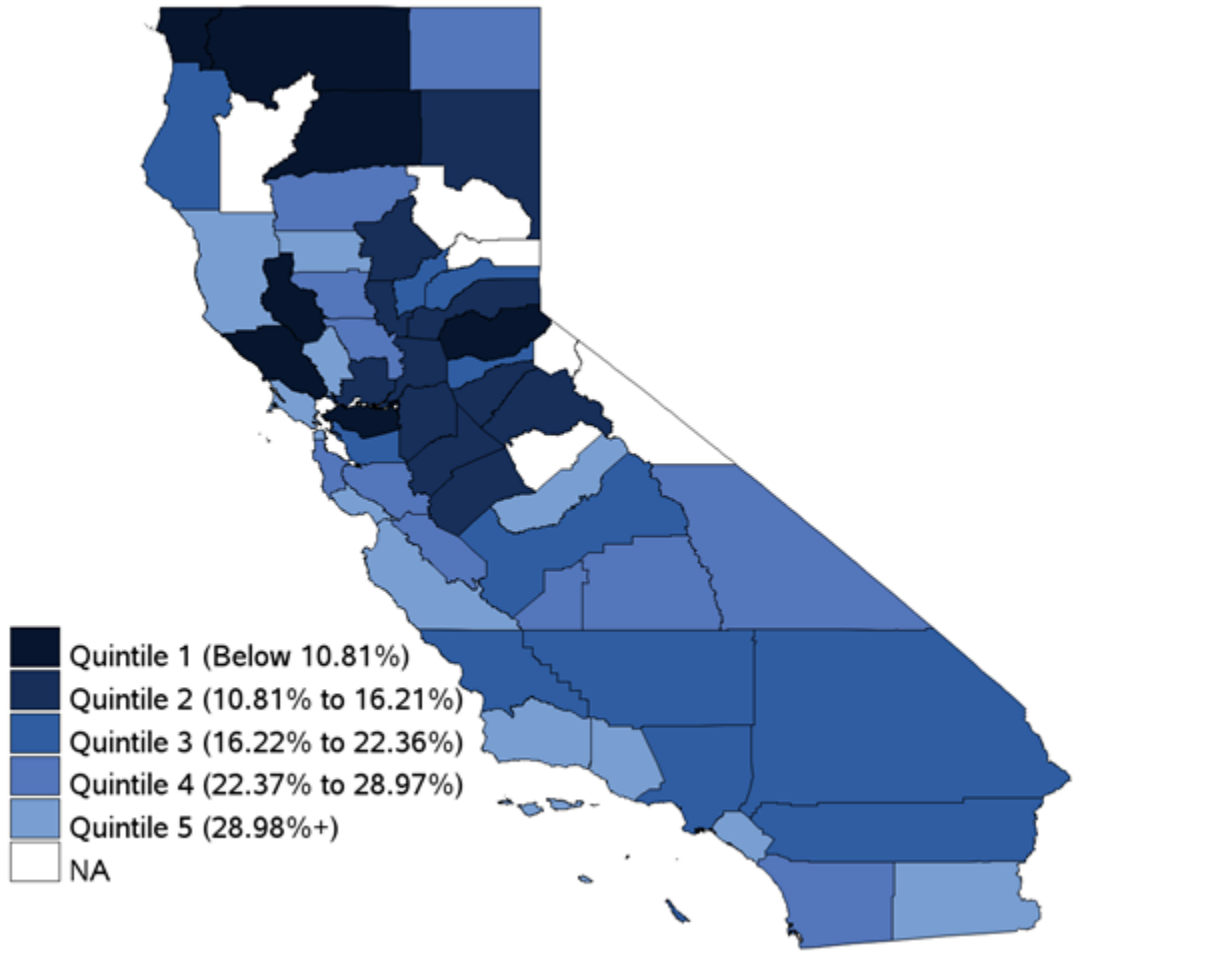 Quintile 1 (Below 10.81%)
Quintile 2 (10.81% to 16.21%)
Quintile 3 (16.22% to 22.36%)
Quintile 4 (22.37% to 28.97%)
Quintile 5 (28.98%+)
NA